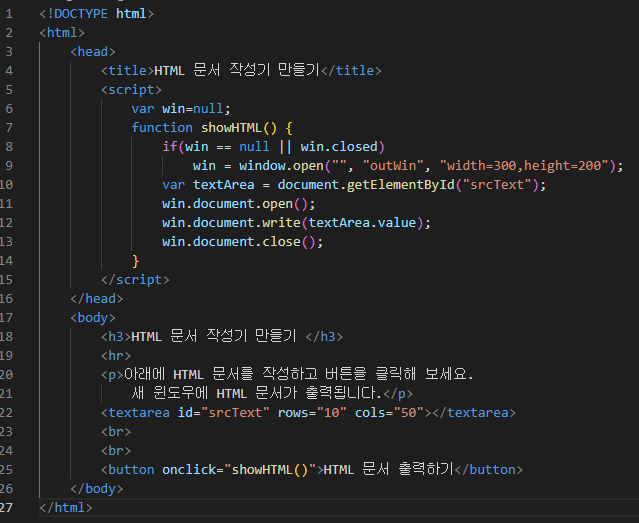 1 <!DOCTYPE html>
2 <html>
3     <head>
4         <title>HTML 문서 작성기 만들기</title>
5         <script>
6             var win=null;
7             function showHTML() {
8                 if(win == null || win.closed)
9                     win = window.open("", "outWin", "width=300,height=200");
10                 var textArea = document.getElementById("srcText");
11                 win.document.open();
12                 win.document.write(textArea.value);
13                 win.document.close();
14             }
15         </script>
16     </head>
17     <body>
18         <h3>HTML 문서 작성기 만들기 </h3>
19         <hr>
20         <p>아래에 HTML 문서를 작성하고 버튼을 클릭해 보세요.
21             새 윈도우에 HTML 문서가 출력됩니다.</p>
22         <textarea id="srcText" rows="10" cols="50"></textarea>
23         <br>
24         <br>
25         <button onclick="showHTML()">HTML 문서 출력하기</button>
26     </body>
27 </html>